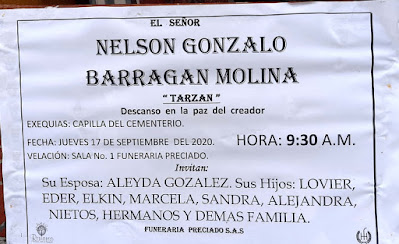 EL SEÑOR
NELSON GONZALO
BARRAGAN MOLINA
"TARZAN"
Descanso en la paz del creador
EXEQUIAS: CAPILLA DEL CEMENTERIO.
FECHA: JUEVES 17 DE SEPTIEMBRE DEL 2020. HORA: 9:30 A.M.
VELACIÓN: SALA No. 1 FUNERARIA PRECIADO.
Invitan:
Su Esposa: ALEYDA GOZALEZ. Sus Hijos: LOVIER,
EDER, ELKIN, MARCELA, SANDRA, ALEJANDRA,
NIETOS, HERMANOS Y DEMAS FAMILIA.
FUNERARIA PRECIADO S.A.S